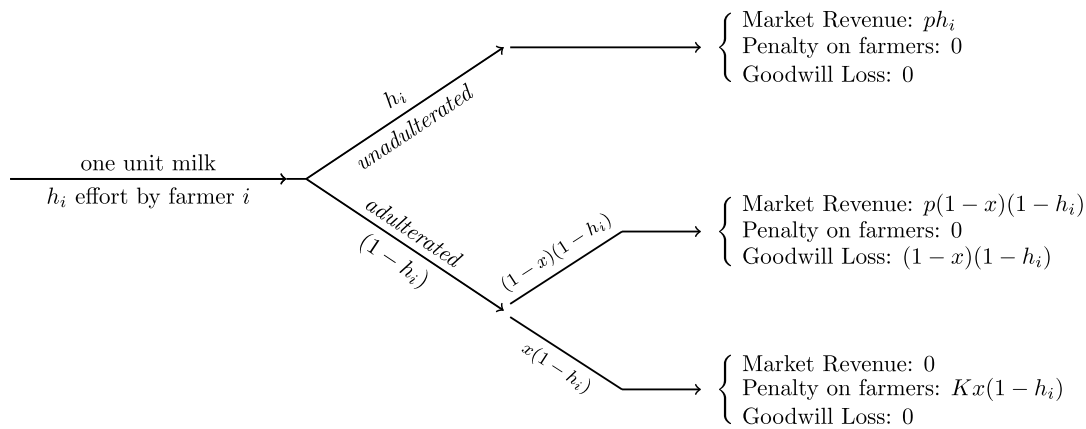 Market Revenue: $ph_i$
Penalty on farmers: 0
Goodwill Loss: 0
$h_i$
unadulterated
one unit milk
$h_i$ effort by farmer $i$
adulterated
$(1-h_i)$
$(1-x)(1-h_i)$
Market Revenue: $p(1-x)(1-h_i)$
Penalty on farmers: 0
Goodwill Loss: $(1-x)(1-h_i)$
$x(1-h_i)$
Market Revenue: 0
Penalty on farmers: $Kx(1-h_i)$
Goodwill Loss: 0